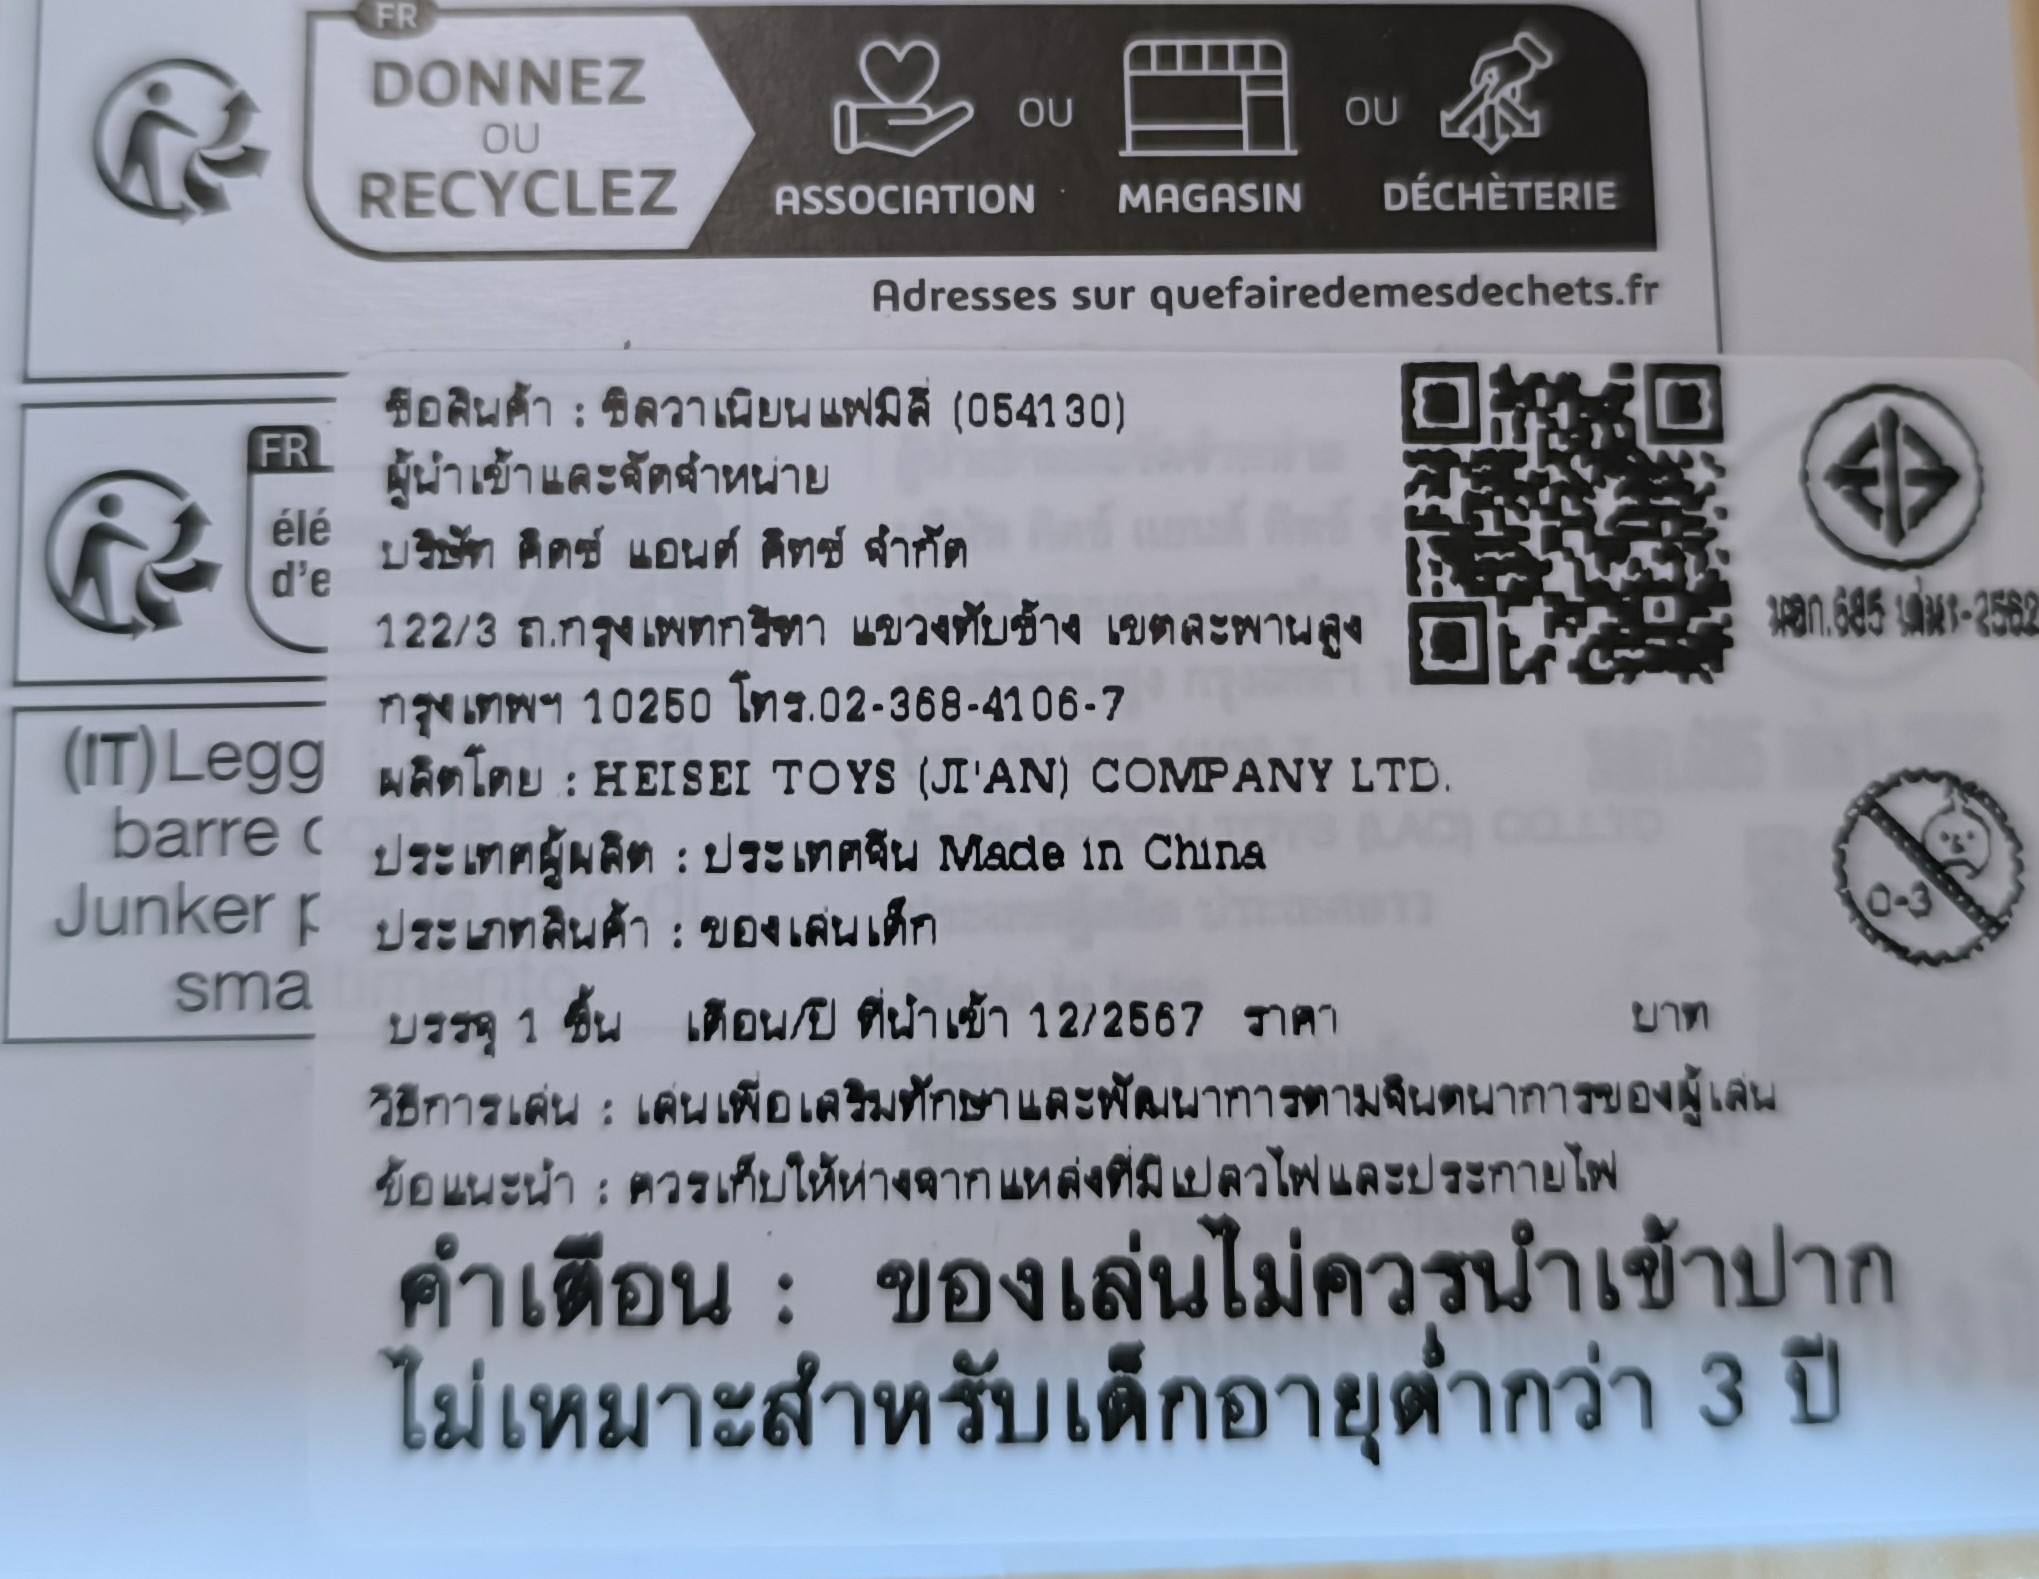 FR
DONNEZ
OU
RECYCLEZ
OU OU
ASSOCIATION MAGASIN DÉCHÈTERIE
Adresses sur quefairedemesdechets.fr
FR
élé
d'e
(IT) Legg
barre
Junker p
sma
ชื่อสินค้า : ซิลวาเนียนแฟมิลี่ (054130)
ผู้นำเข้าและจัดจำหน่าย
บริษัท คิดซ์ แอนด์ คิทซ์ จำกัด
122/3 ถ.กรุงเทพกรีฑา แขวงทับช้าง เขตสะพานสูง
กรุงเทพฯ 10250 โทร.02-368-4106-7
ผลิตโดย : HEISEI TOYS (JI'AN) COMPANY LTD.
ประเทศผู้ผลิต : ประเทศจีน Made in China
ประเภทสินค้า : ของเล่นเด็ก
บรรจุ 1 ชิ้น เดือน/ปี ที่นำเข้า 12/2567 ราคา บาท
วิธีการเล่น : เล่นเพื่อเสริมทักษาและพัฒนาการตามจินตนาการของผู้เล่น
ข้อแนะนำ : ควรเก็บให้ห่างจากแหล่งที่มีเปลวไฟและประกายไฟ
คำเตือน : ของเล่นไม่ควรนำเข้าปาก
ไม่เหมาะสำหรับเด็กอายุต่ำกว่า 3 ปี
มอก.685 เล่ม1-2562
0-3